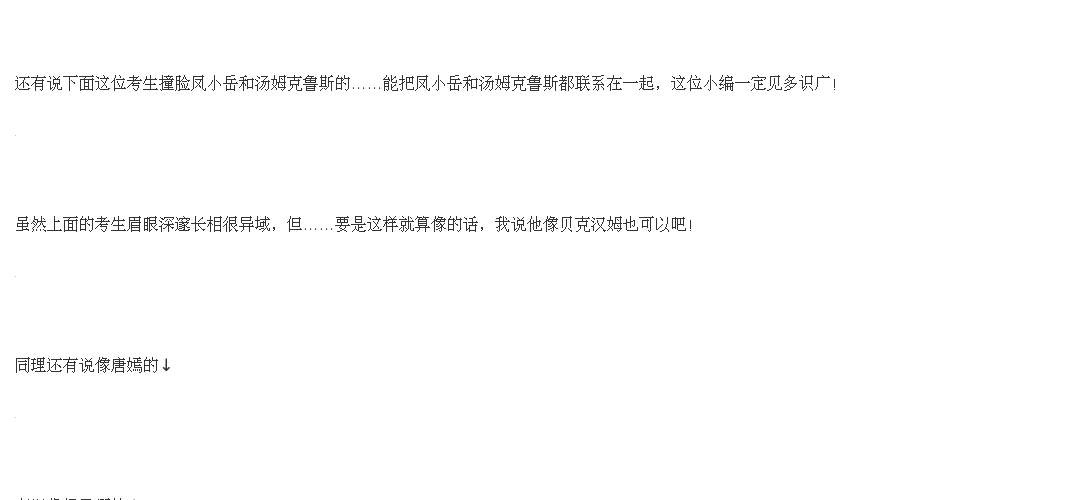 还有说下面这位考生撞脸凤小岳和汤姆克鲁斯的……能把凤小岳和汤姆克鲁斯都联系在一起，这位小编一定见多识广！
虽然上面的考生眉眼深邃长相很异域，但……要是这样就算像的话，我说他像贝克汉姆也可以吧！
同理还有说像唐嫣的↓